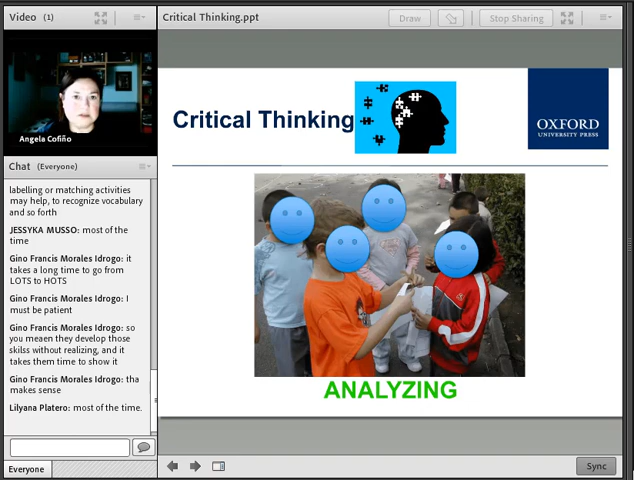 Video (1)
Angela Cofiño
Chat (Everyone)
labelling or matching activities
may help, to recognize vocabulary
and so forth
JESSYKA MUSSO: most of the
time
Gino Francis Morales Idrogo: it
takes a long time to go from
LOTS to HOTS
Gino Francis Morales Idrogo: I
must be patient
Gino Francis Morales Idrogo: so
you meaen they develop those
skilss without realizing, and it
takes them time to show it
Gino Francis Morales Idrogo: tha
makes sense
Lilyana Platero: most of the time.
Everyone
Critical Thinking.ppt
Draw
Stop Sharing
Critical Thinking
OXFORD
UNIVERSITY PRESS
ANALYZING
Sync